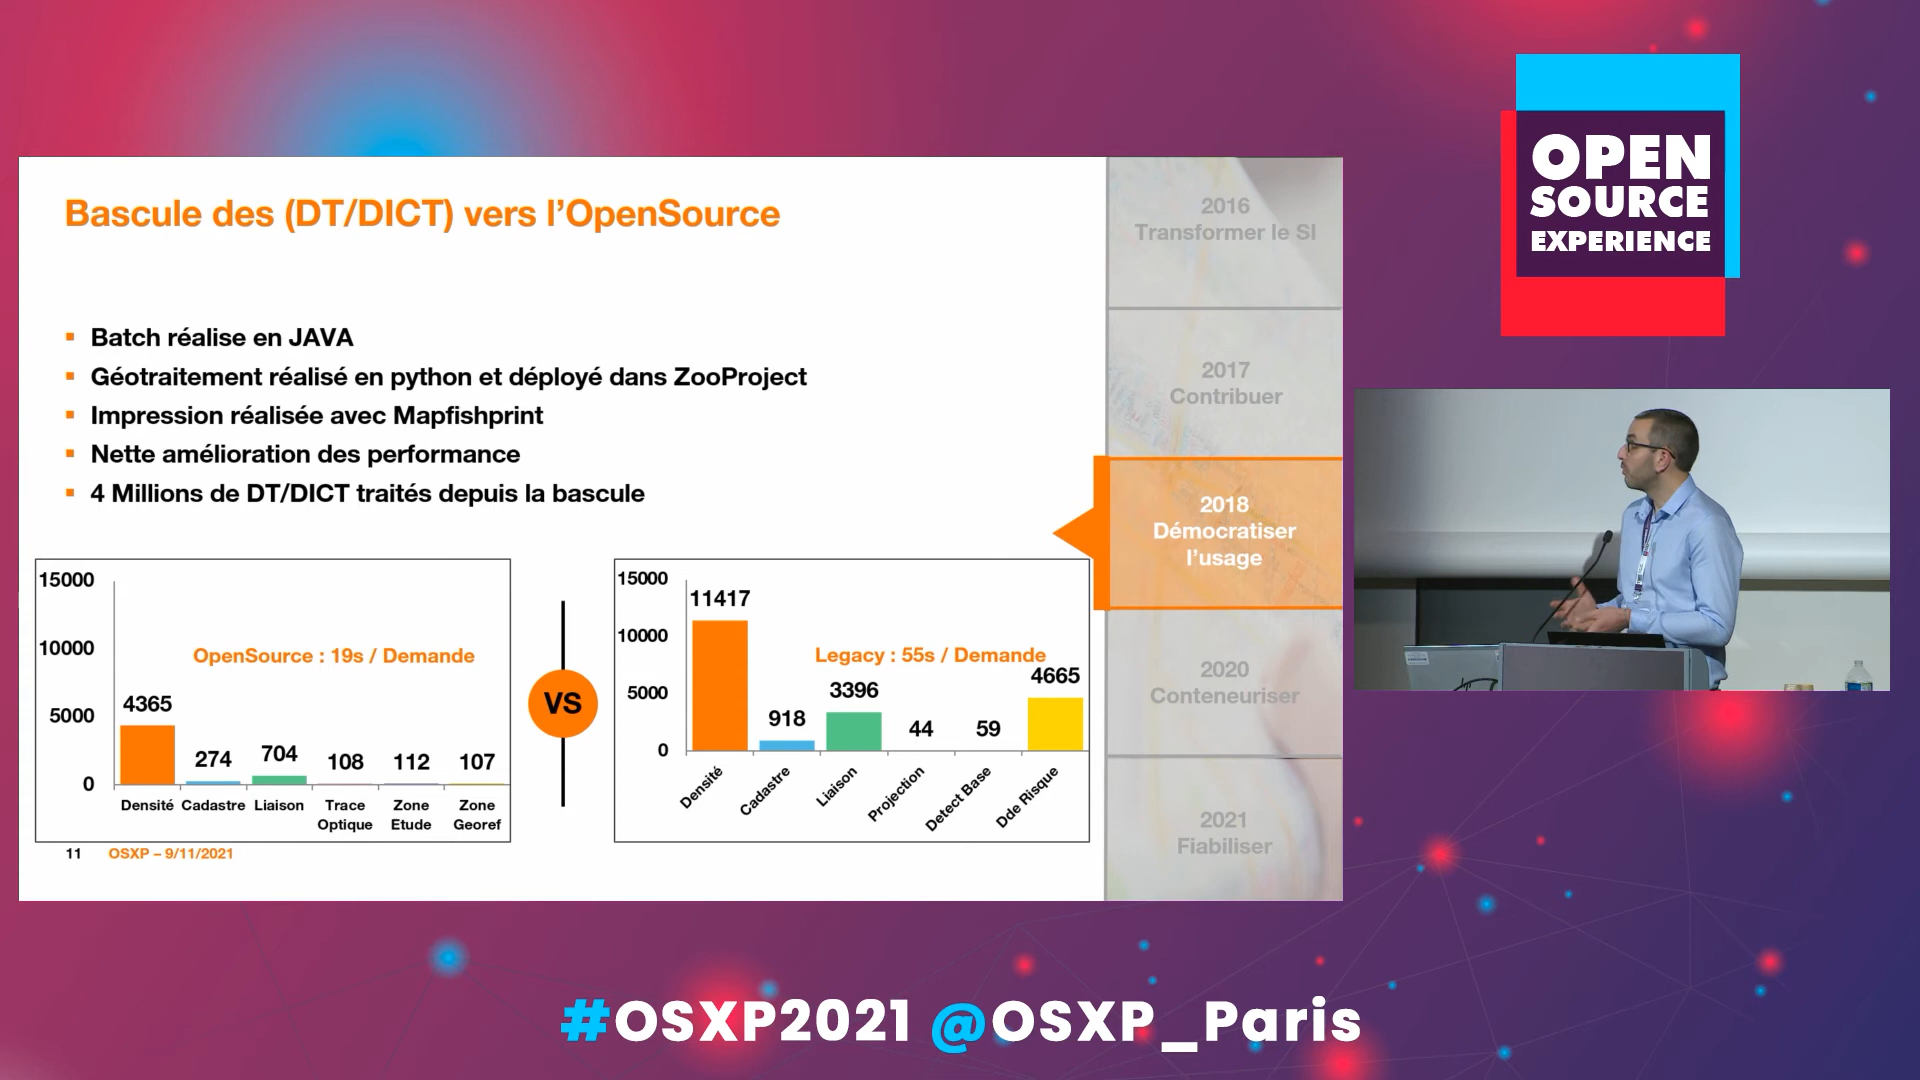 Bascule des (DT/DICT) vers l'OpenSource
Batch réalise en JAVA
Géotraitement réalisé en python et déployé dans ZooProject
Impression réalisée avec Mapfishprint
Nette amélioration des performance
4 Millions de DT/DICT traités depuis la bascule
15000
10000
5000
0
OpenSource : 19s / Demande
4365
274
704
108
112
107
Densité
Cadastre
Liaison
Trace
Optique
Zone
Etude
Zone
Georef
VS
15000
10000
5000
0
Legacy : 55s / Demande
11417
918
3396
44
59
4665
Densité
Cadastre
Liaison
Projection
Detect Base
Dde Risque
11 OSXP – 9/11/2021
2016
Transformer le SI
2017
Contribuer
2018
Démocratiser
l'usage
2020
Conteneuriser
2021
Fiabiliser
OPEN
SOURCE
EXPERIENCE
#OSXP2021 @OSXP_Paris